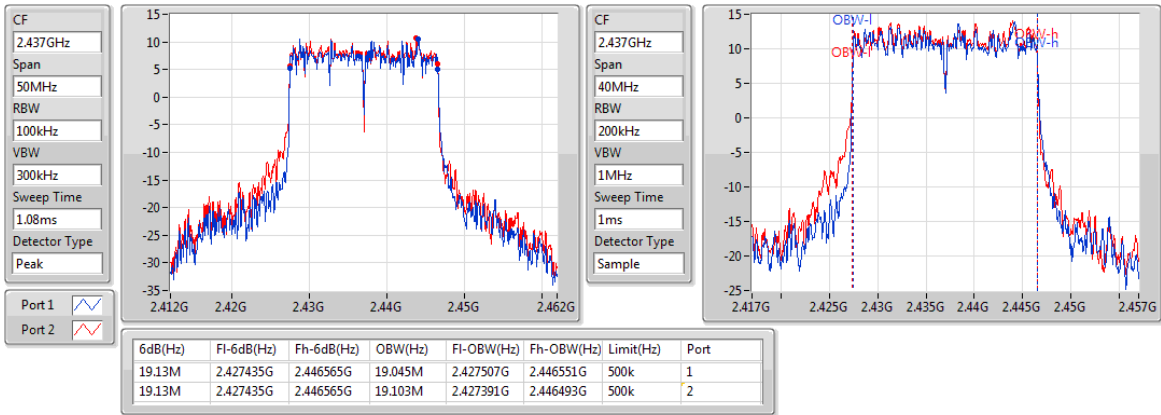 CF
2.437GHz
Span
50MHz
RBW
100kHz
VBW
300kHz
Sweep Time
1.08ms
Detector Type
Peak
Port 1
Port 2
15
10
5
0
-5
-10
-15
-20
-25
-30
-35
2.412G 2.42G 2.43G 2.44G 2.45G 2.462G
CF
2.437GHz
Span
40MHz
RBW
200kHz
VBW
1MHz
Sweep Time
1ms
Detector Type
Sample
15
10
5
0
-5
-10
-15
-20
-25
OBW-l
OBW-l
OBW-h
OBW-h
2.417G 2.425G 2.43G 2.435G 2.44G 2.445G 2.45G 2.457G
6dB(Hz) Fl-6dB(Hz) Fh-6dB(Hz) OBW(Hz) Fl-OBW(Hz) Fh-OBW(Hz) Limit(Hz) Port
19.13M 2.427435G 2.446565G 19.045M 2.427507G 2.446551G 500k 1
19.13M 2.427435G 2.446565G 19.103M 2.427391G 2.446493G 500k 2